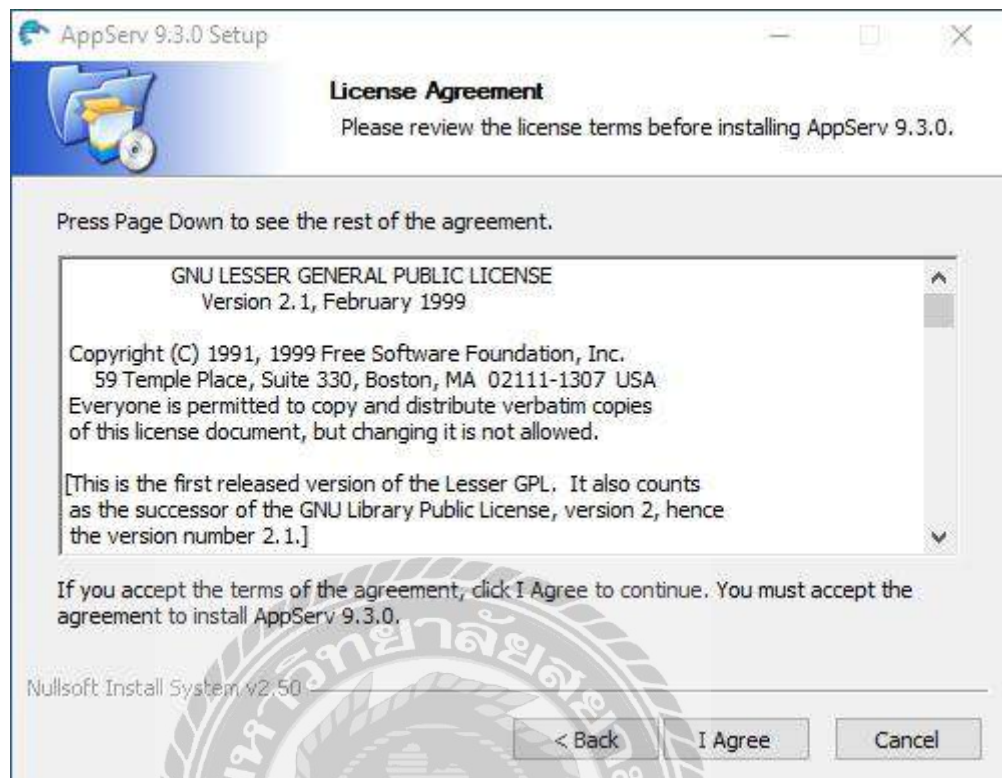 AppServ 9.3.0 Setup
License Agreement
Please review the license terms before installing AppServ 9.3.0.
Press Page Down to see the rest of the agreement.
GNU LESSER GENERAL PUBLIC LICENSE
Version 2.1, February 1999
Copyright (C) 1991, 1999 Free Software Foundation, Inc.
59 Temple Place, Suite 330, Boston, MA 02111-1307 USA
Everyone is permitted to copy and distribute verbatim copies
of this license document, but changing it is not allowed.
[This is the first released version of the Lesser GPL. It also counts
as the successor of the GNU Library Public License, version 2, hence
the version number 2.1.]
If you accept the terms of the agreement, click I Agree to continue. You must accept the
agreement to install AppServ 9.3.0.
Nullsoft Install System v2.50
< Back
I Agree
Cancel